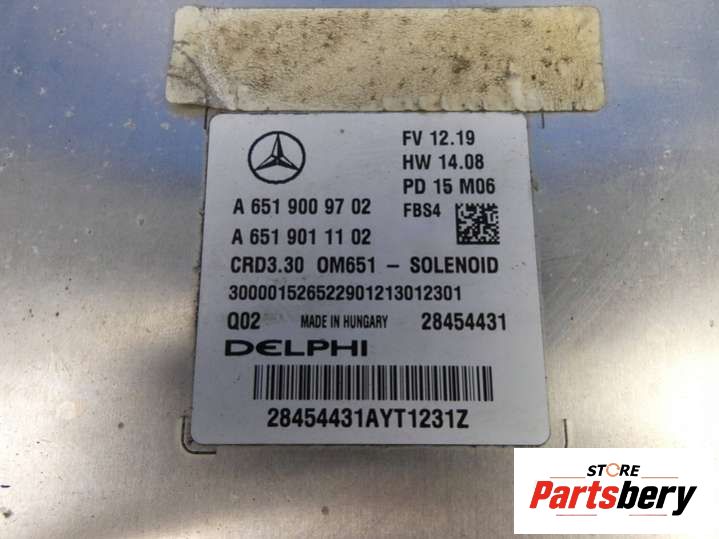 FV 12.19
HW 14.08
PD 15 M06
A 651 900 97 02
FBS4
A 651 901 11 02
CRD3.30 OM651 – SOLENOID
300001526522901213012301
Q02 MADE IN HUNGARY 28454431
DELPHI
28454431AYT1231Z
STORE
Partsbery